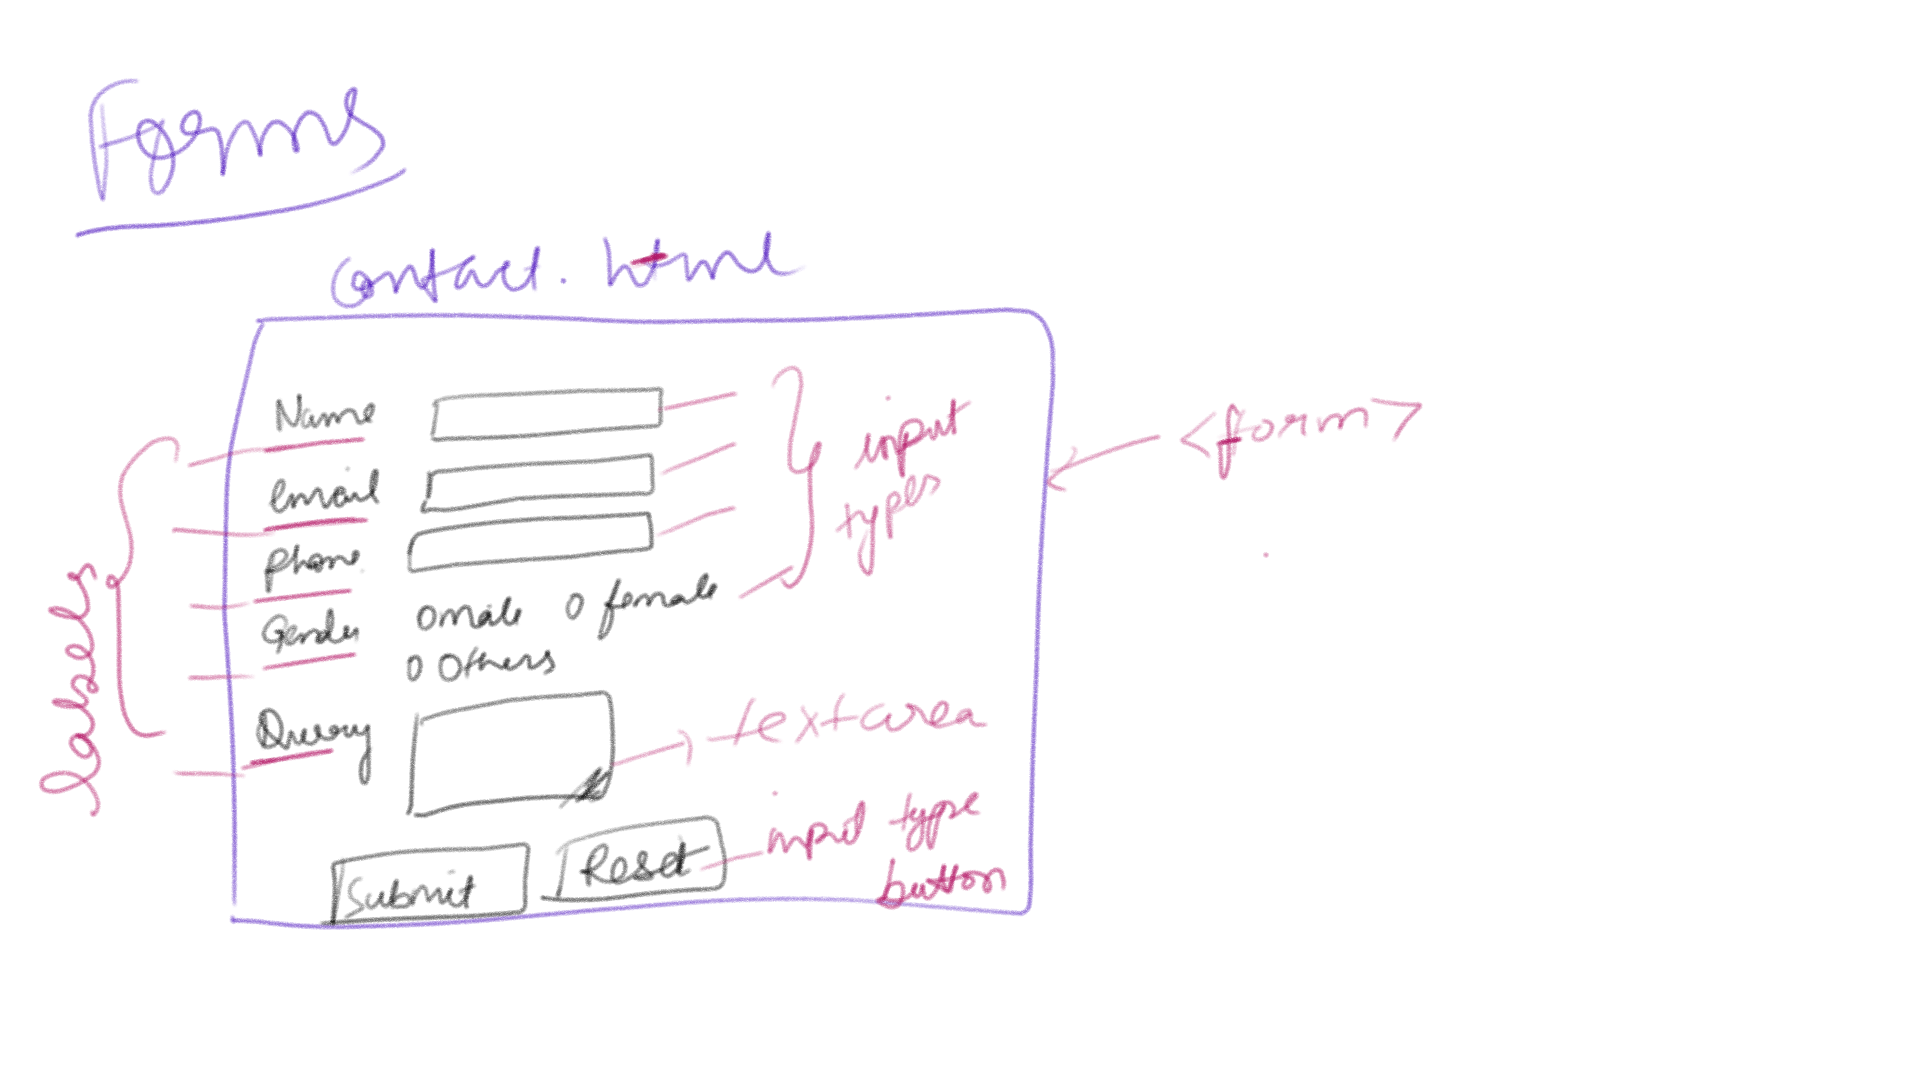 Forms
contact.html
Name
email
phone
Gender
O male O female
O Others
Query
Submit
Reset
labels
input
types
<form>
textarea
input type
button